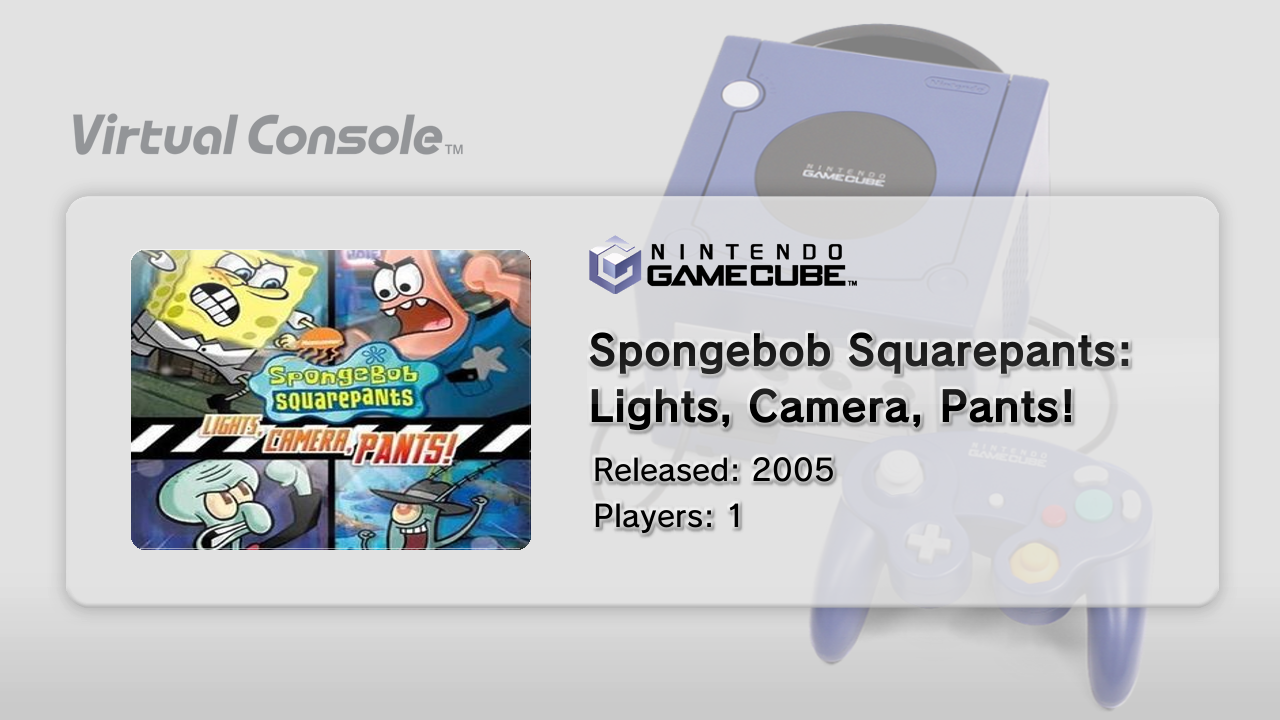 Nintendo
NINTENDO
GAMECUBE
Virtual Console™
NINTENDO
GAMECUBE™
SpongeBob
SQUAREPANTS
LIGHTS, CAMERA, PANTS!
Spongebob Squarepants:
Lights, Camera, Pants!
Released: 2005
Players: 1
NINTENDO
GAMECUBE